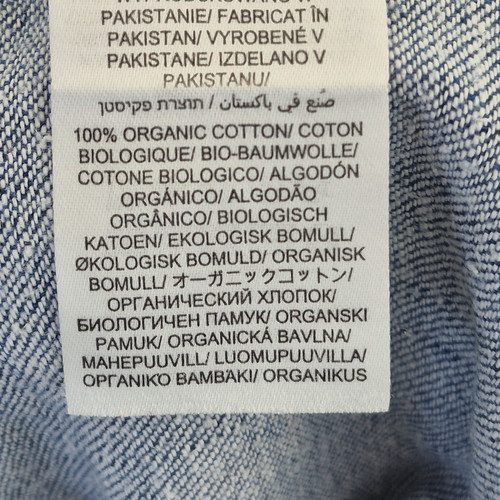 PAKISTANIE/ FABRICAT ÎN
PAKISTAN/ VYROBENÉ V
PAKISTANE/ IZDELANO V
PAKISTANU/
صُنع في باكستان / תוצרת פקיסטן
100% ORGANIC COTTON/ COTON
BIOLOGIQUE/ BIO-BAUMWOLLE/
COTONE BIOLOGICO/ ALGODÓN
ORGÁNICO/ ALGODÃO
ORGÂNICO/ BIOLOGISCH
KATOEN/ EKOLOGISK BOMULL/
ØKOLOGISK BOMULD/ ORGANISK
BOMULL/ オーガニックコットン/
ОРГАНИЧЕСКИЙ ХЛОПОК/
БИОЛОГИЧЕН ПАМУК/ ORGANSKI
PAMUK/ ORGANICKÁ BAVLNA/
MAHEPUUVILL/ LUOMUPUUVILLA/
ΟΡΓΑΝΙΚΌ ΒΑΜΒΆΚΙ/ ORGANIKUS